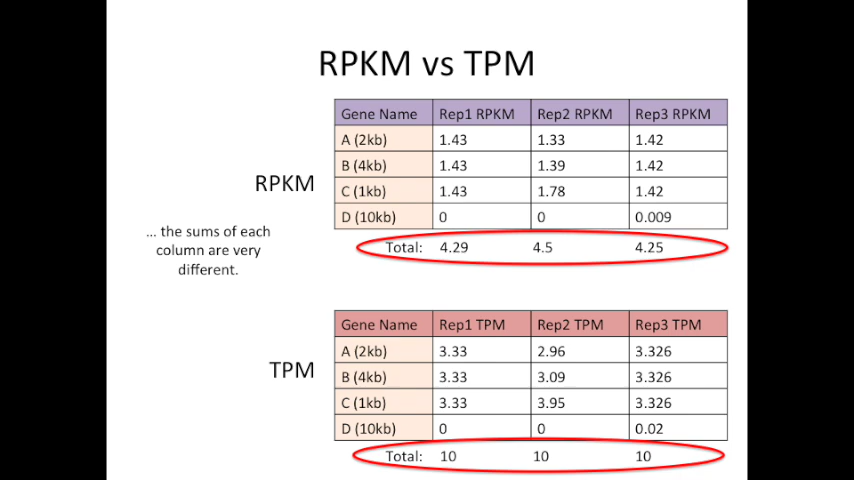 RPKM vs TPM
RPKM
Gene Name Rep1 RPKM Rep2 RPKM Rep3 RPKM
A (2kb) 1.43 1.33 1.42
B (4kb) 1.43 1.39 1.42
C (1kb) 1.43 1.78 1.42
D (10kb) 0 0 0.009
Total: 4.29 4.5 4.25
... the sums of each
column are very
different.
TPM
Gene Name Rep1 TPM Rep2 TPM Rep3 TPM
A (2kb) 3.33 2.96 3.326
B (4kb) 3.33 3.09 3.326
C (1kb) 3.33 3.95 3.326
D (10kb) 0 0 0.02
Total: 10 10 10